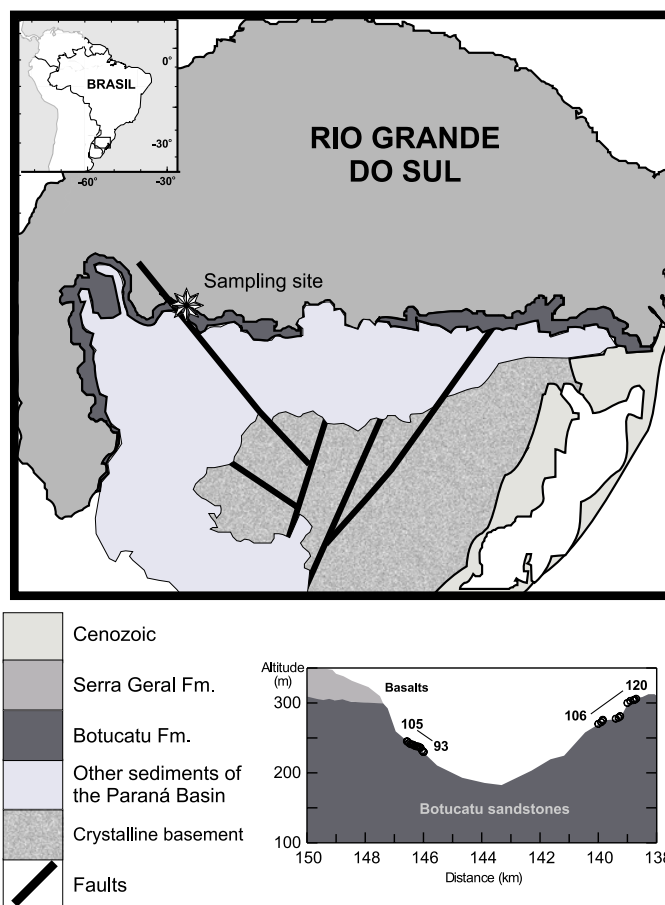 BRASIL
0°
-30°
-60°
-30°
RIO GRANDE
DO SUL
Sampling site
Cenozoic
Serra Geral Fm.
Botucatu Fm.
Other sediments of
the Paraná Basin
Crystalline basement
Faults
Altitude
(m)
300
200
100
Basalts
105
93
106
120
Botucatu sandstones
150
148
146
144
142
140
138
Distance (km)